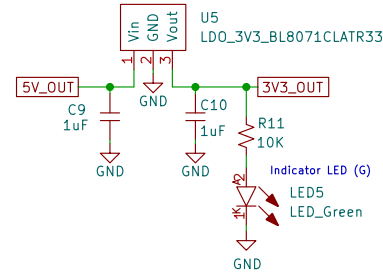 U5
LDO_3V3_BL8071CLATR33
Vin
GND
Vout
1
2
3
5V_OUT
3V3_OUT
GND
C9
1uF
C10
1uF
R11
10K
GND
GND
Indicator LED (G)
A
2
LED5
LED_Green
1
K
GND